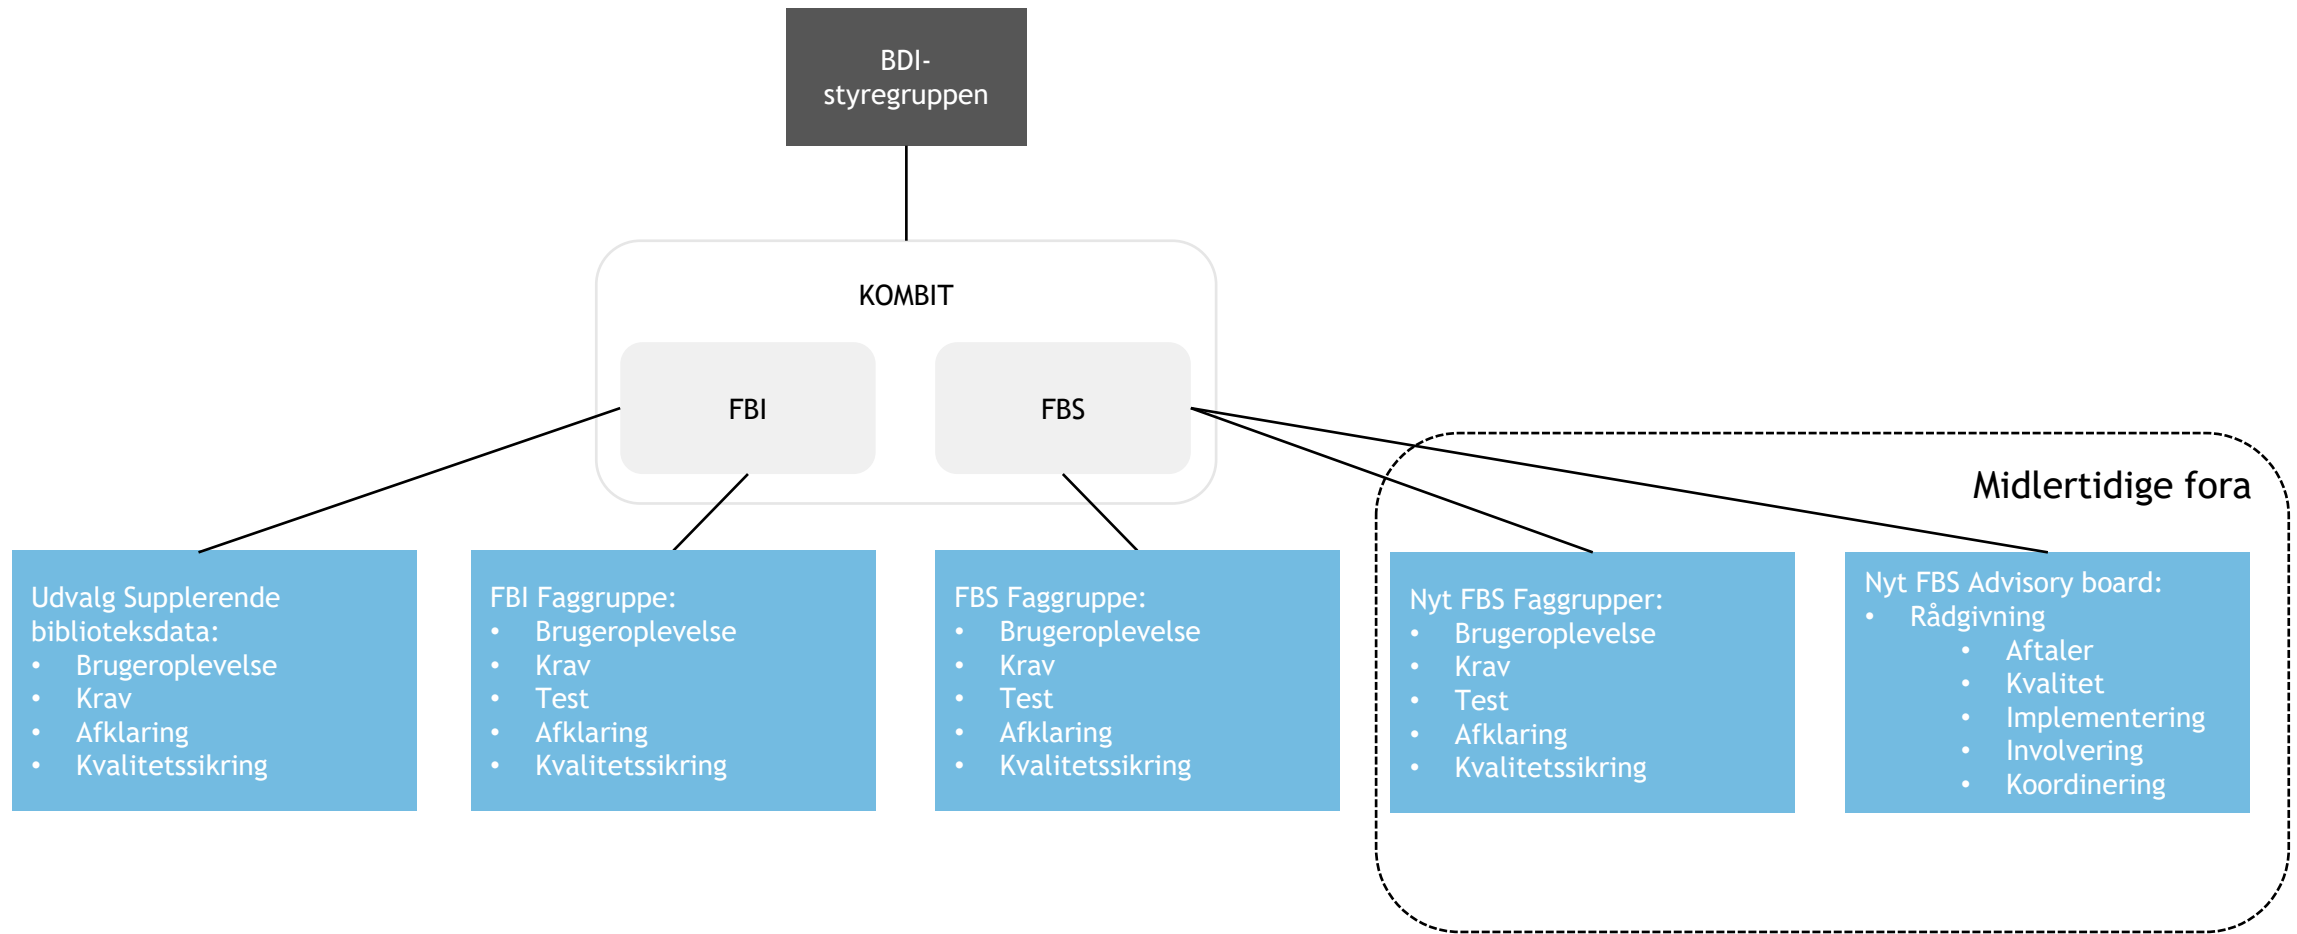 BDI-
styregruppen
KOMBIT
FBI
FBS
Midlertidige fora
Udvalg Supplerende
biblioteksdata:
• Brugeroplevelse
• Krav
• Afklaring
• Kvalitetssikring
FBI Faggruppe:
• Brugeroplevelse
• Krav
• Test
• Afklaring
• Kvalitetssikring
FBS Faggruppe:
• Brugeroplevelse
• Krav
• Test
• Afklaring
• Kvalitetssikring
Nyt FBS Faggrupper:
• Brugeroplevelse
• Krav
• Test
• Afklaring
• Kvalitetssikring
Nyt FBS Advisory board:
• Rådgivning
• Aftaler
• Kvalitet
• Implementering
• Involvering
• Koordinering